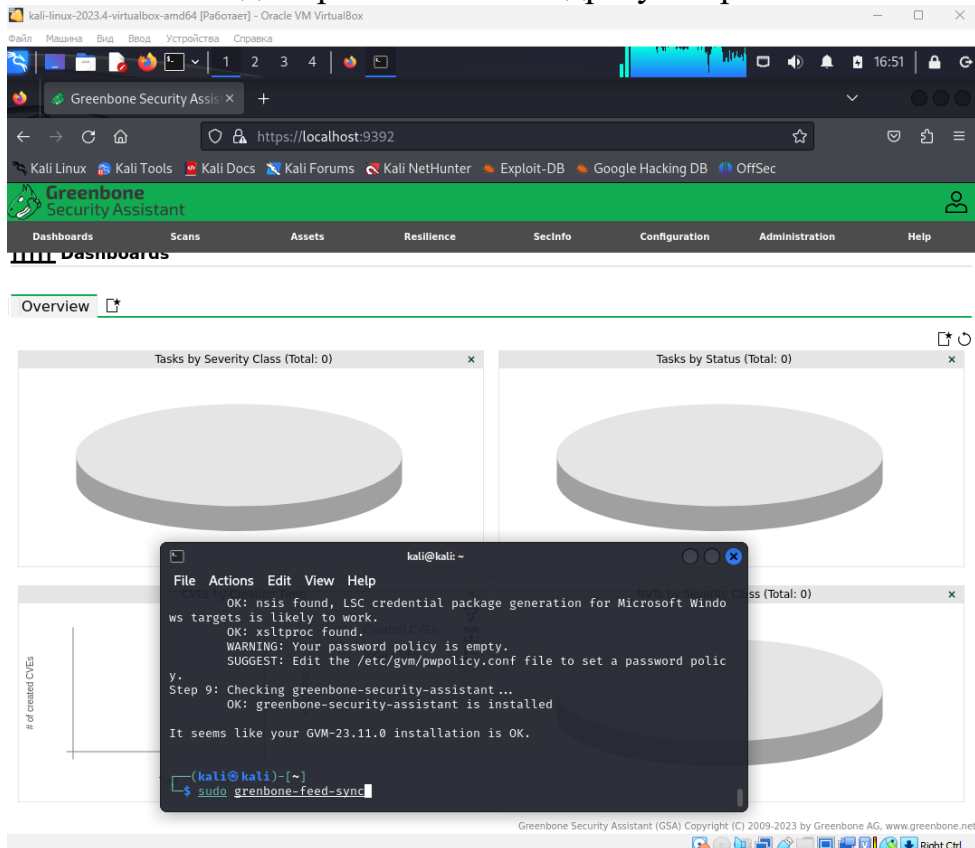 kali-linux-2023.4-virtualbox-amd64 [Работает] - Oracle VM VirtualBox
Файл Машина Вид Ввод Устройства Справка
1 2 3 4
16:51
Greenbone Security Assis
https://localhost:9392
Kali Linux Kali Tools Kali Docs Kali Forums Kali NetHunter Exploit-DB Google Hacking DB OffSec
Greenbone
Security Assistant
Dashboards Scans Assets Resilience SecInfo Configuration Administration Help
Dashboards
Overview
Tasks by Severity Class (Total: 0)
Tasks by Status (Total: 0)
kali@kali: ~
File Actions Edit View Help
CVEs by Creation Time
NVTs by Severity Class (Total: 0)
# of created CVEs
OK: nsis found, LSC credential package generation for Microsoft Windo
ws targets is likely to work.
OK: xsltproc found.
WARNING: Your password policy is empty.
SUGGEST: Edit the /etc/gvm/pwpolicy.conf file to set a password polic
y.
Step 9: Checking greenbone-security-assistant ...
OK: greenbone-security-assistant is installed
It seems like your GVM-23.11.0 installation is OK.
(kali㉿kali)-[~]
$ sudo grenbone-feed-sync
Greenbone Security Assistant (GSA) Copyright (C) 2009-2023 by Greenbone AG, www.greenbone.net
Right Ctrl